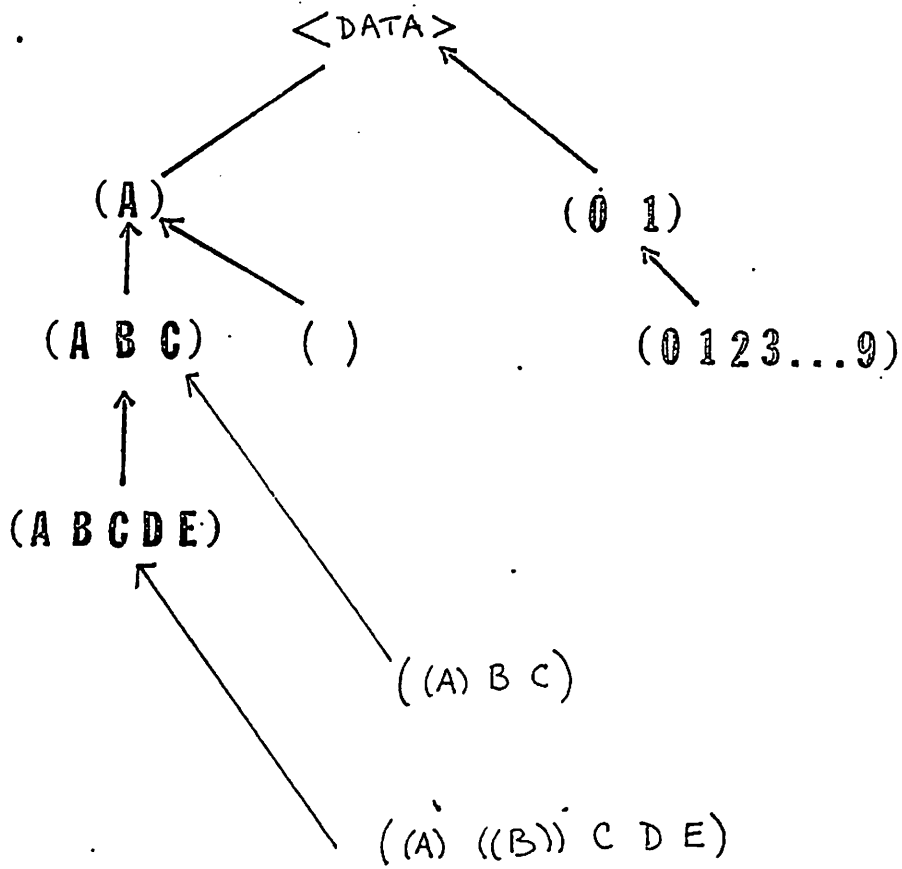 <DATA>
(A) (0 1)
(A B C) ( ) (0 1 2 3...9)
(A B C D E)
((A) B C)
((A) ((B)) C D E)